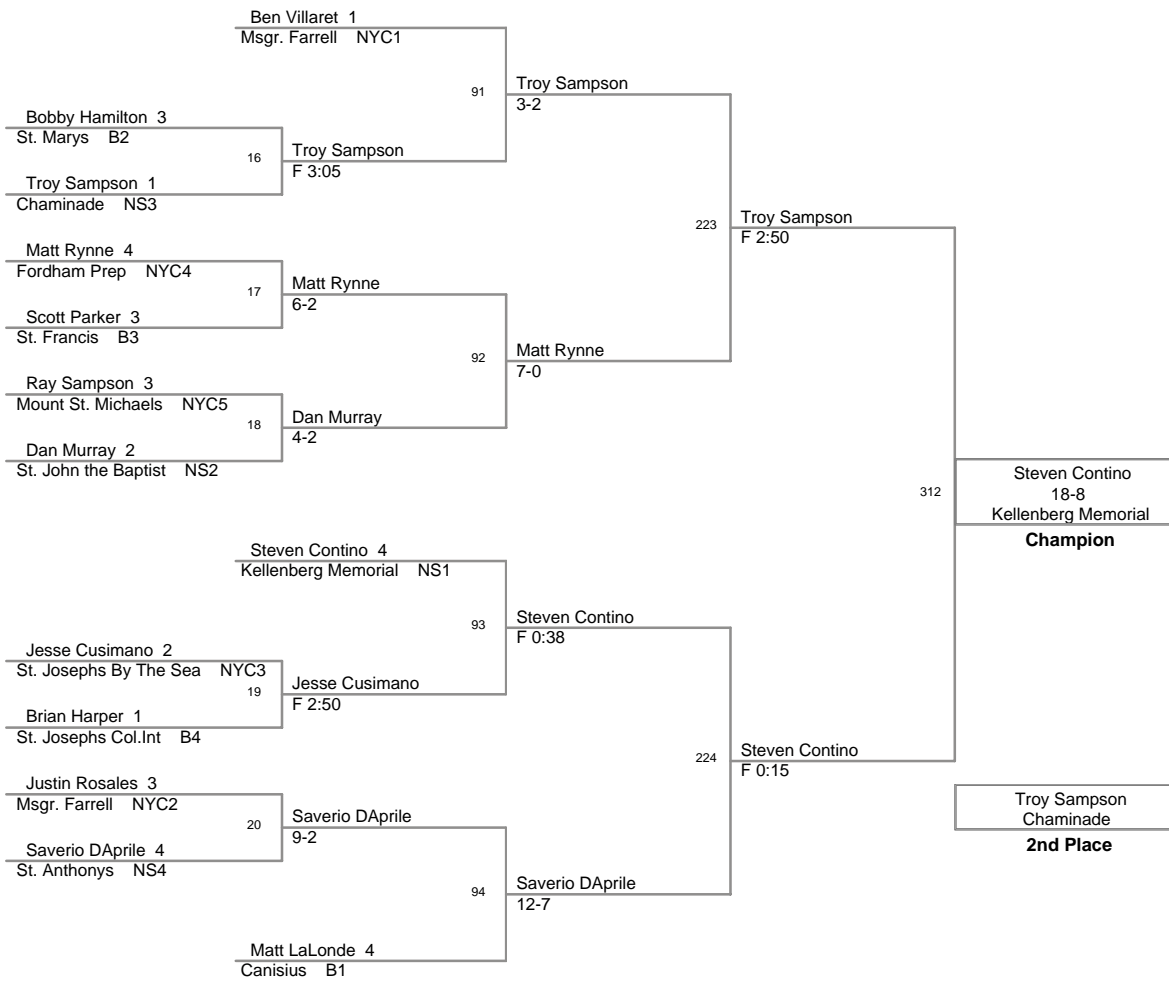 Ben Villaret 1
Msgr. Farrell NYC1
91
Troy Sampson
3-2
Bobby Hamilton 3
St. Marys B2
16
Troy Sampson
F 3:05
Troy Sampson 1
Chaminade NS3
223
Troy Sampson
F 2:50
Matt Rynne 4
Fordham Prep NYC4
17
Matt Rynne
6-2
Scott Parker 3
St. Francis B3
92
Matt Rynne
7-0
Ray Sampson 3
Mount St. Michaels NYC5
18
Dan Murray
4-2
Dan Murray 2
St. John the Baptist NS2
312
Steven Contino
18-8
Kellenberg Memorial
Champion
Steven Contino 4
Kellenberg Memorial NS1
93
Steven Contino
F 0:38
Jesse Cusimano 2
St. Josephs By The Sea NYC3
19
Jesse Cusimano
F 2:50
Brian Harper 1
St. Josephs Col.Int B4
224
Steven Contino
F 0:15
Justin Rosales 3
Msgr. Farrell NYC2
20
Saverio DAprile
9-2
Saverio DAprile 4
St. Anthonys NS4
Troy Sampson
Chaminade
2nd Place
94
Saverio DAprile
12-7
Matt LaLonde 4
Canisius B1